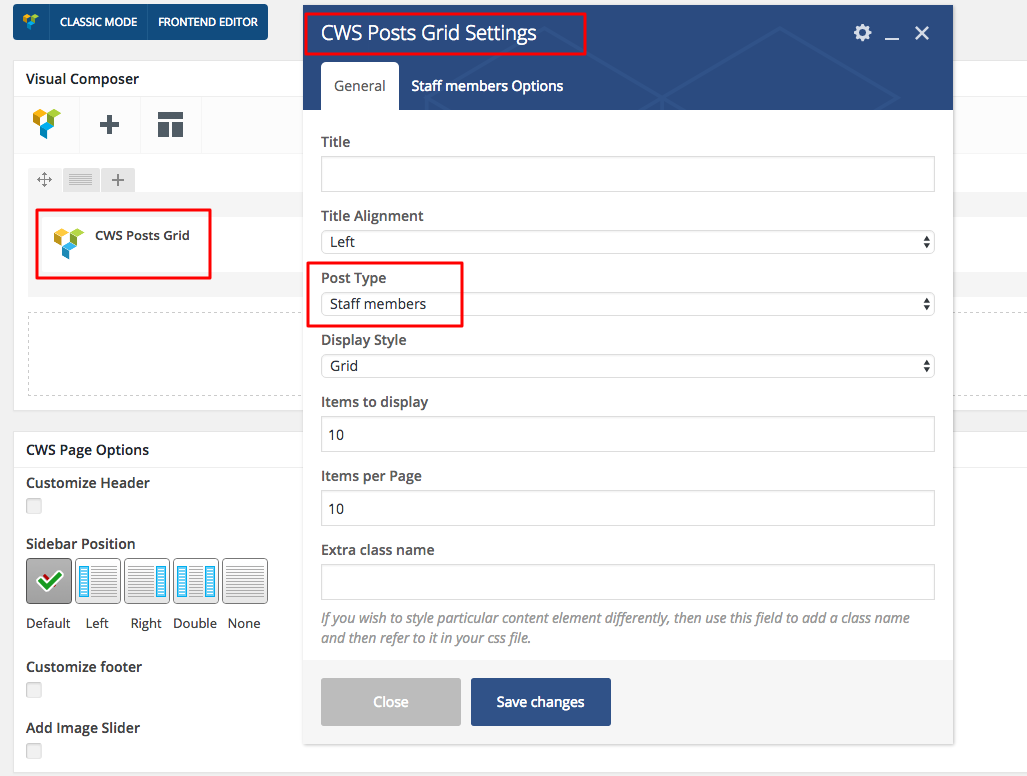 CLASSIC MODE
FRONTEND EDITOR
Visual Composer
CWS Posts Grid
CWS Page Options
Customize Header
Sidebar Position
Default Left Right Double None
Customize footer
Add Image Slider
CWS Posts Grid Settings
General
Staff members Options
Title
Title Alignment
Left
Post Type
Staff members
Display Style
Grid
Items to display
10
Items per Page
10
Extra class name
If you wish to style particular content element differently, then use this field to add a class name
and then refer to it in your css file.
Close
Save changes